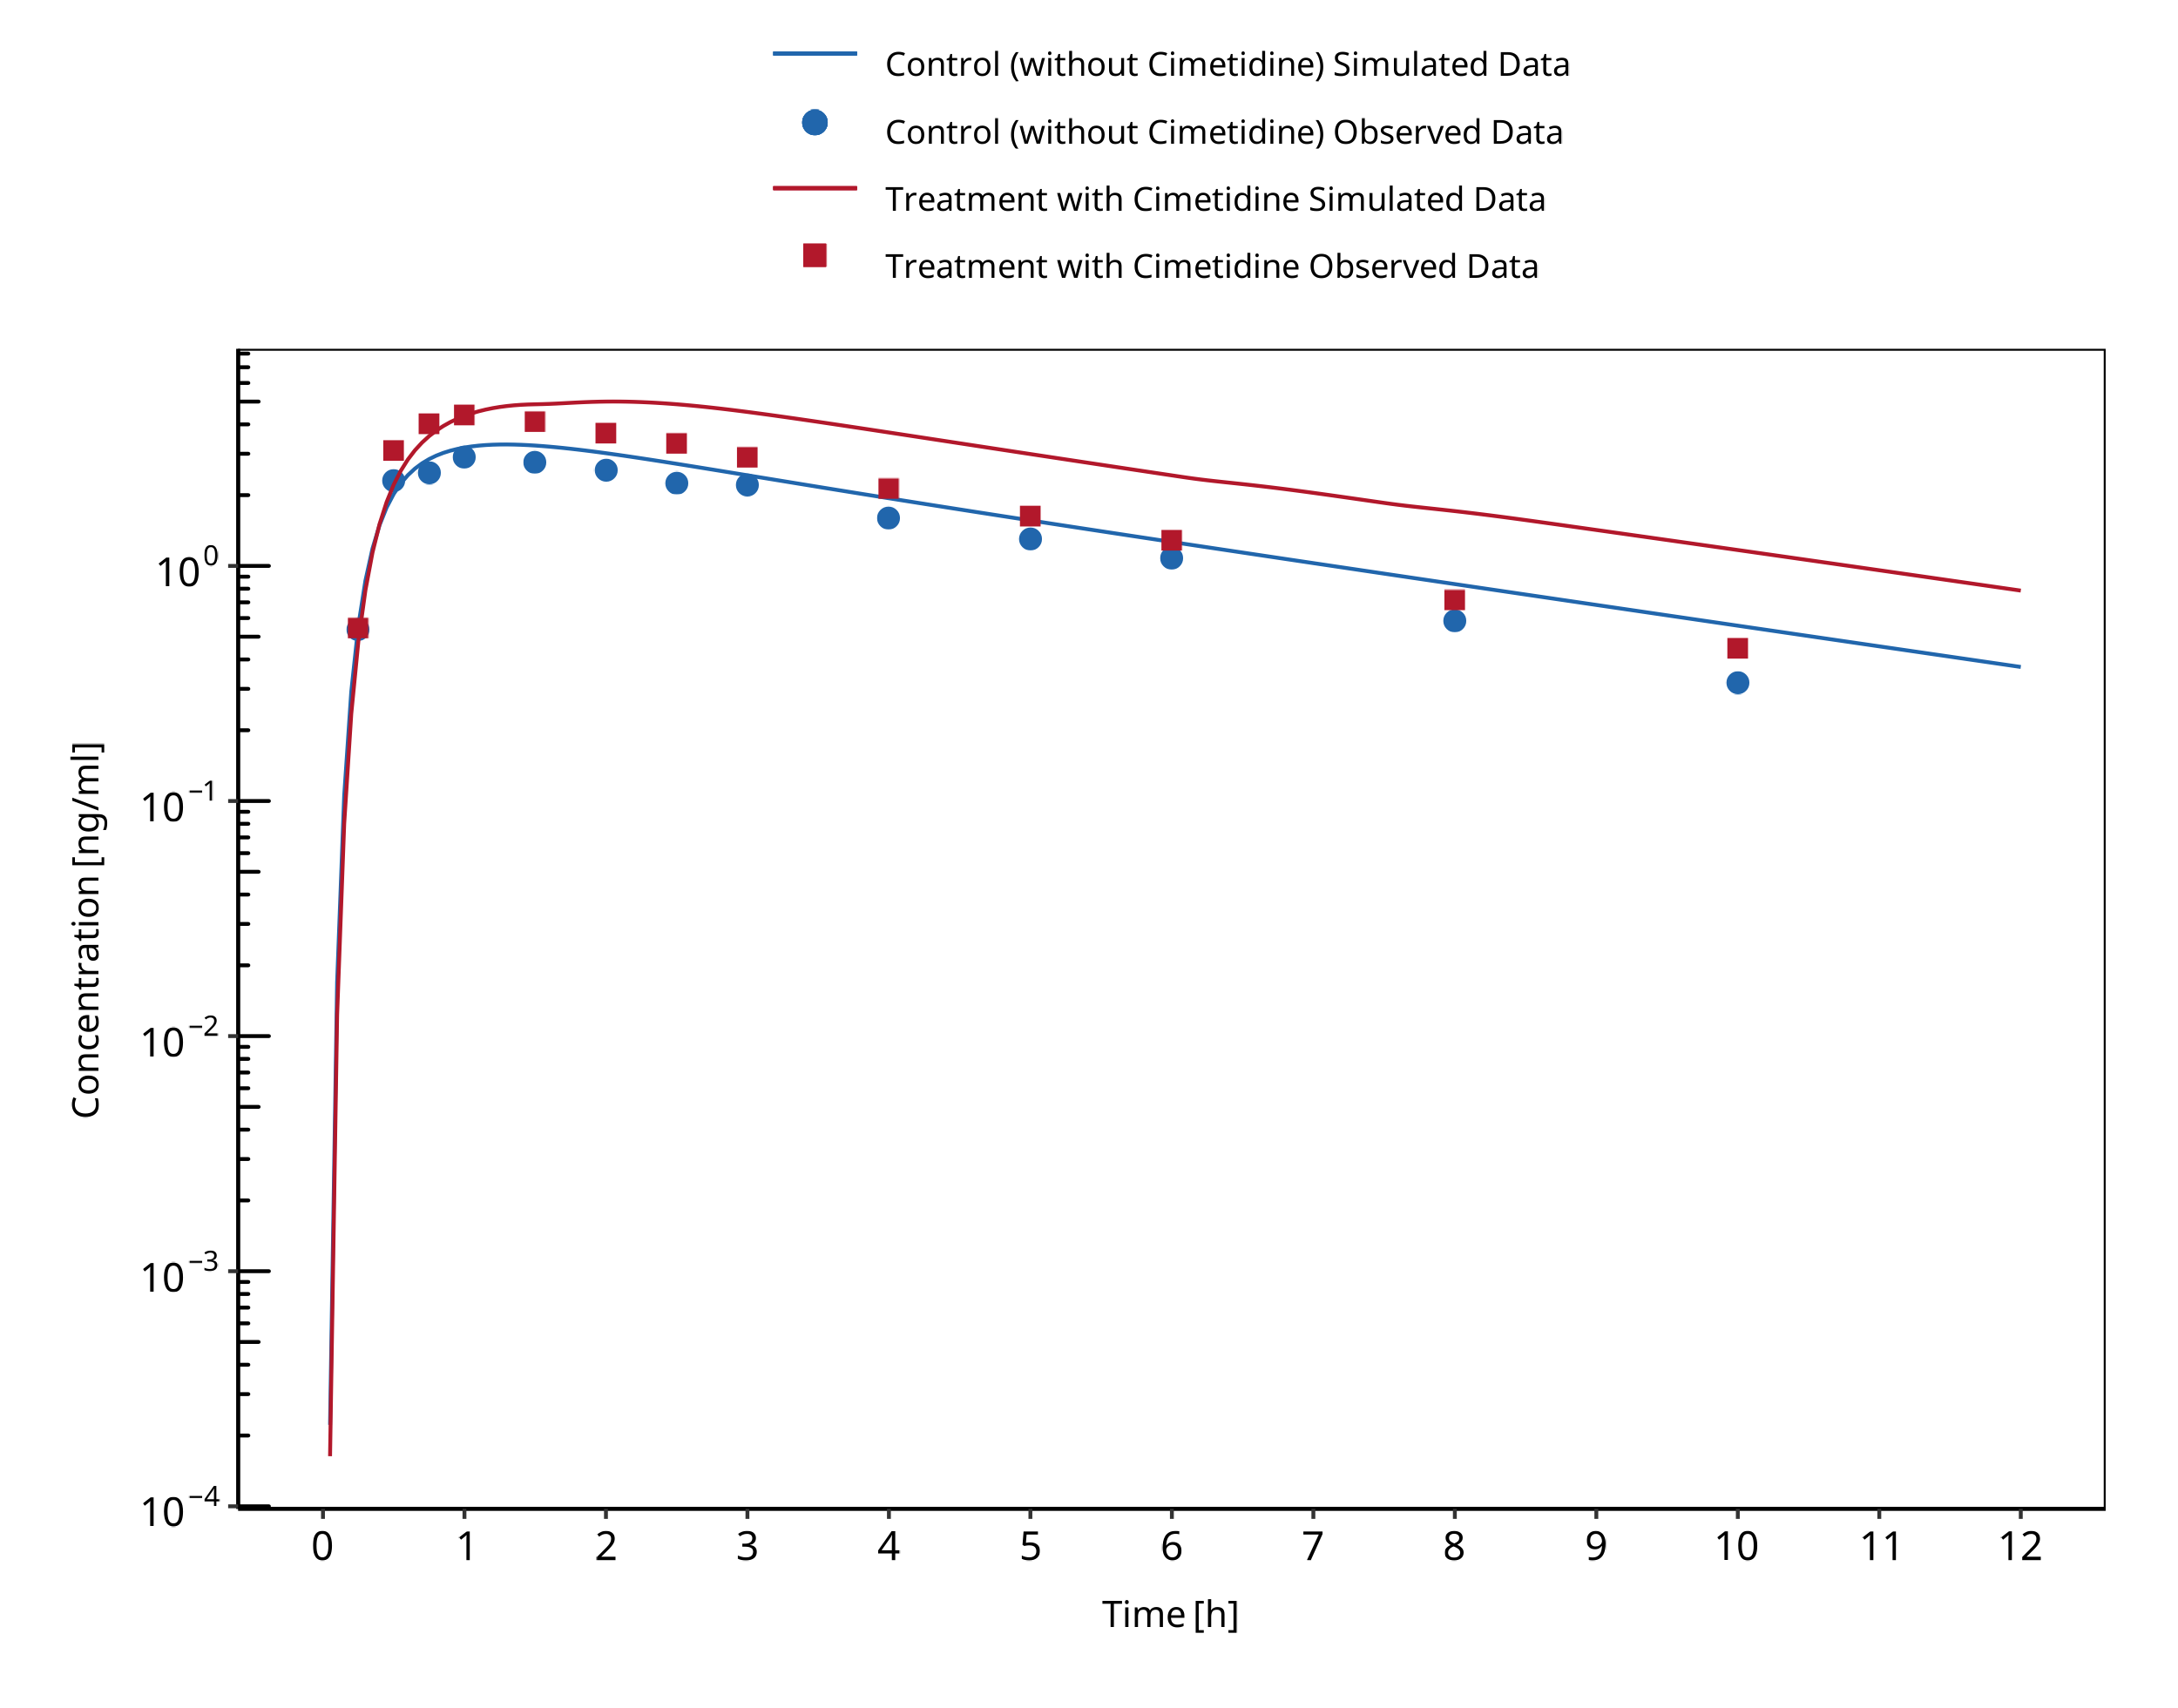 Control (without Cimetidine) Simulated Data
Control (without Cimetidine) Observed Data
Treatment with Cimetidine Simulated Data
Treatment with Cimetidine Observed Data
Concentration [ng/ml]
10⁰
10⁻¹
10⁻²
10⁻³
10⁻⁴
0 1 2 3 4 5 6 7 8 9 10 11 12
Time [h]